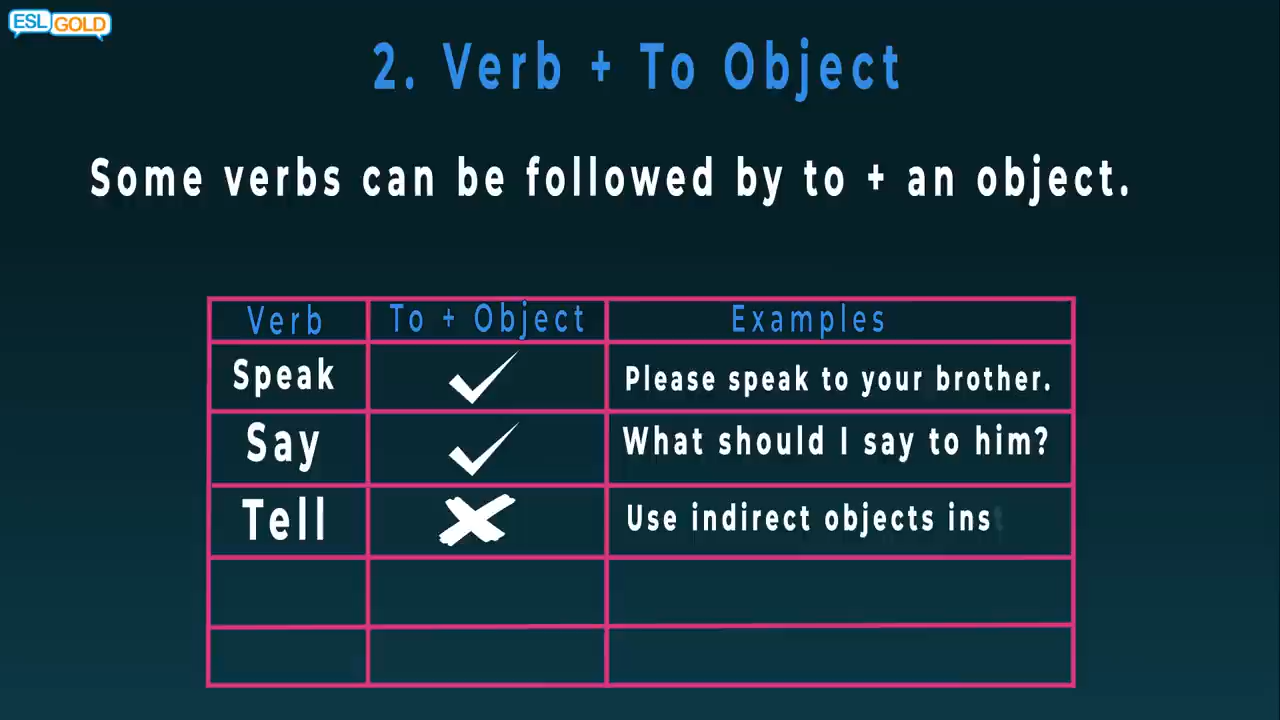 ESL GOLD
2. Verb + To Object
Some verbs can be followed by to + an object.
Verb To + Object Examples
Speak Please speak to your brother.
Say What should I say to him?
Tell Use indirect objects inst